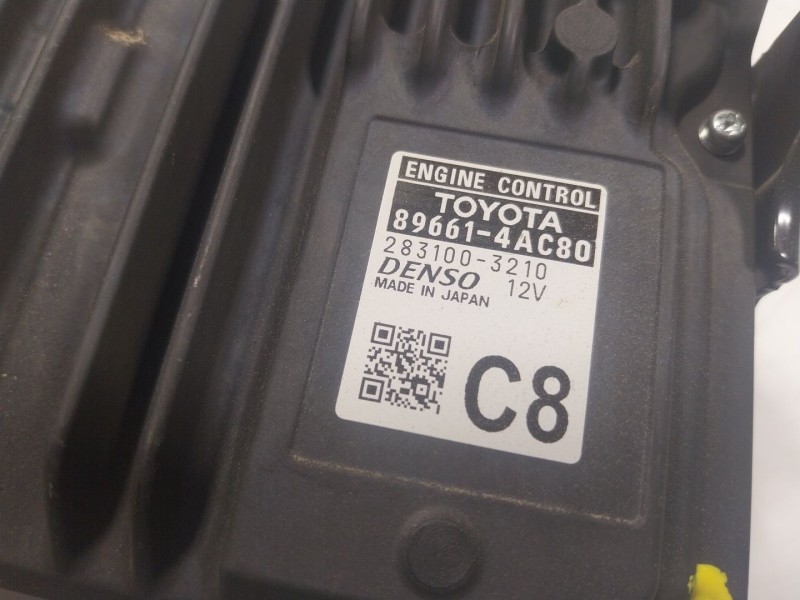 ENGINE CONTROL
TOYOTA
89661-4AC80
283100-3210
DENSO 12V
MADE IN JAPAN
C8